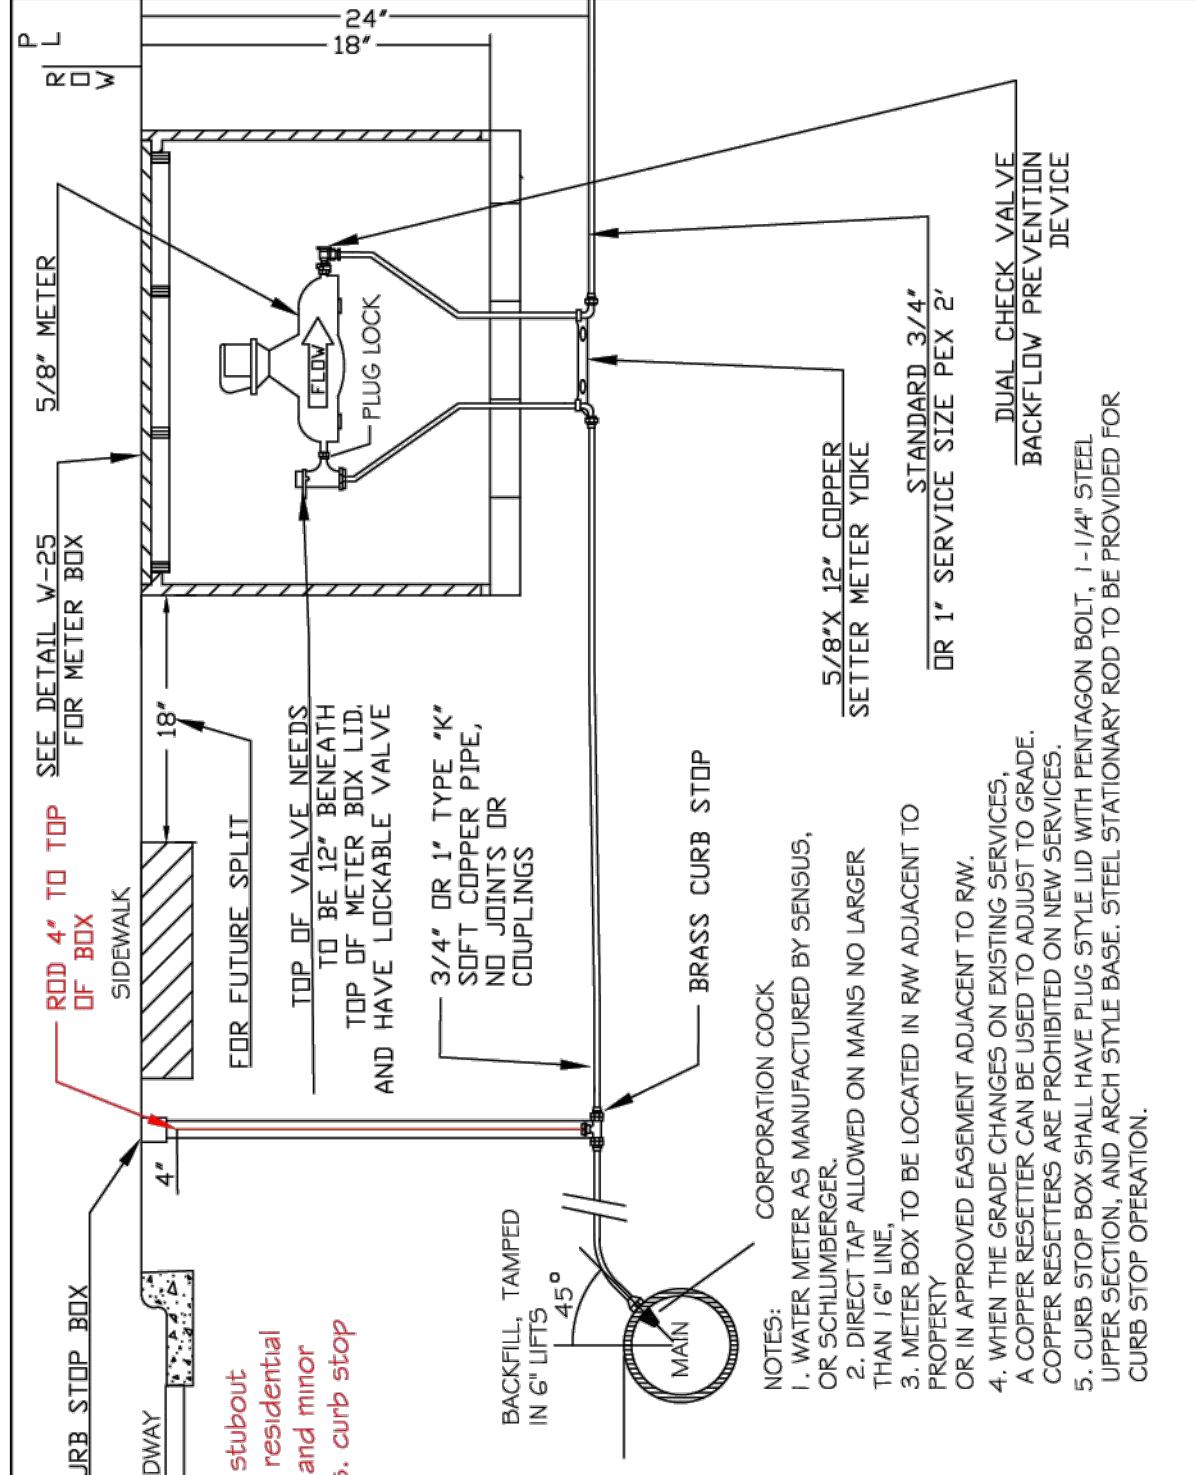 P
L
R
O
W
24"
18"
5/8" METER
SEE DETAIL W-25
FOR METER BOX
18"
ROD 4" TO TOP
OF BOX
SIDEWALK
FOR FUTURE SPLIT
FLOW
PLUG LOCK
TOP OF VALVE NEEDS
TO BE 12" BENEATH
TOP OF METER BOX LID.
AND HAVE LOCKABLE VALVE
3/4" OR 1" TYPE "K"
SOFT COPPER PIPE,
NO JOINTS OR
COUPLINGS
DUAL CHECK VALVE
BACKFLOW PREVENTION
DEVICE
STANDARD 3/4"
OR 1" SERVICE SIZE PEX 2'
5/8"X 12" COPPER
SETTER METER YOKE
BRASS CURB STOP
4"
URB STOP BOX
DWAY
stubout
residential
and minor
s. curb stop
BACKFILL, TAMPED
IN 6" LIFTS
45°
MAIN
CORPORATION COCK
NOTES:
1. WATER METER AS MANUFACTURED BY SENSUS,
OR SCHLUMBERGER.
2. DIRECT TAP ALLOWED ON MAINS NO LARGER
THAN 16" LINE,
3. METER BOX TO BE LOCATED IN R/W ADJACENT TO
PROPERTY
OR IN APPROVED EASEMENT ADJACENT TO R/W.
4. WHEN THE GRADE CHANGES ON EXISTING SERVICES,
A COPPER RESETTER CAN BE USED TO ADJUST TO GRADE.
COPPER RESETTERS ARE PROHIBITED ON NEW SERVICES.
5. CURB STOP BOX SHALL HAVE PLUG STYLE LID WITH PENTAGON BOLT, 1-1/4" STEEL
UPPER SECTION, AND ARCH STYLE BASE. STEEL STATIONARY ROD TO BE PROVIDED FOR
CURB STOP OPERATION.